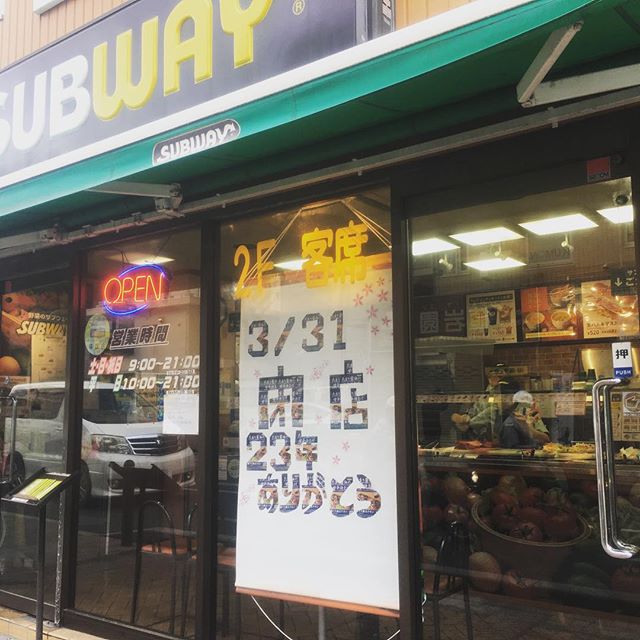 SUBWAY®
SUBWAY
SUBWAY
OPEN
営業時間
9:00~21:00
10:00~21:00
2F 客席
3/31
閉店
23年
ありがとう
押
PUSH